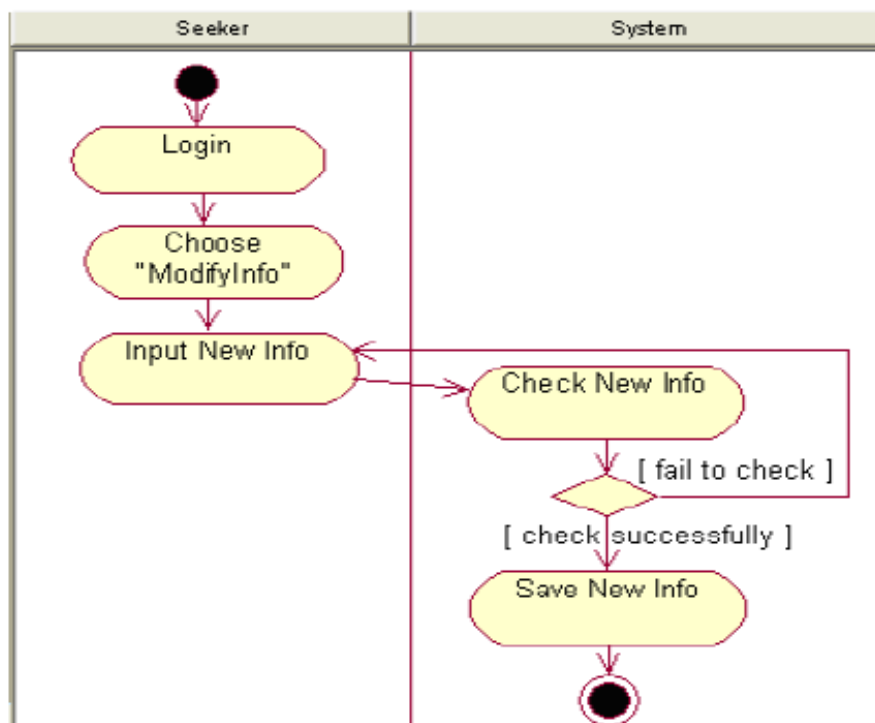 Seeker
System
Login
Choose
"ModifyInfo"
Input New Info
Check New Info
[ fail to check ]
[ check successfully ]
Save New Info